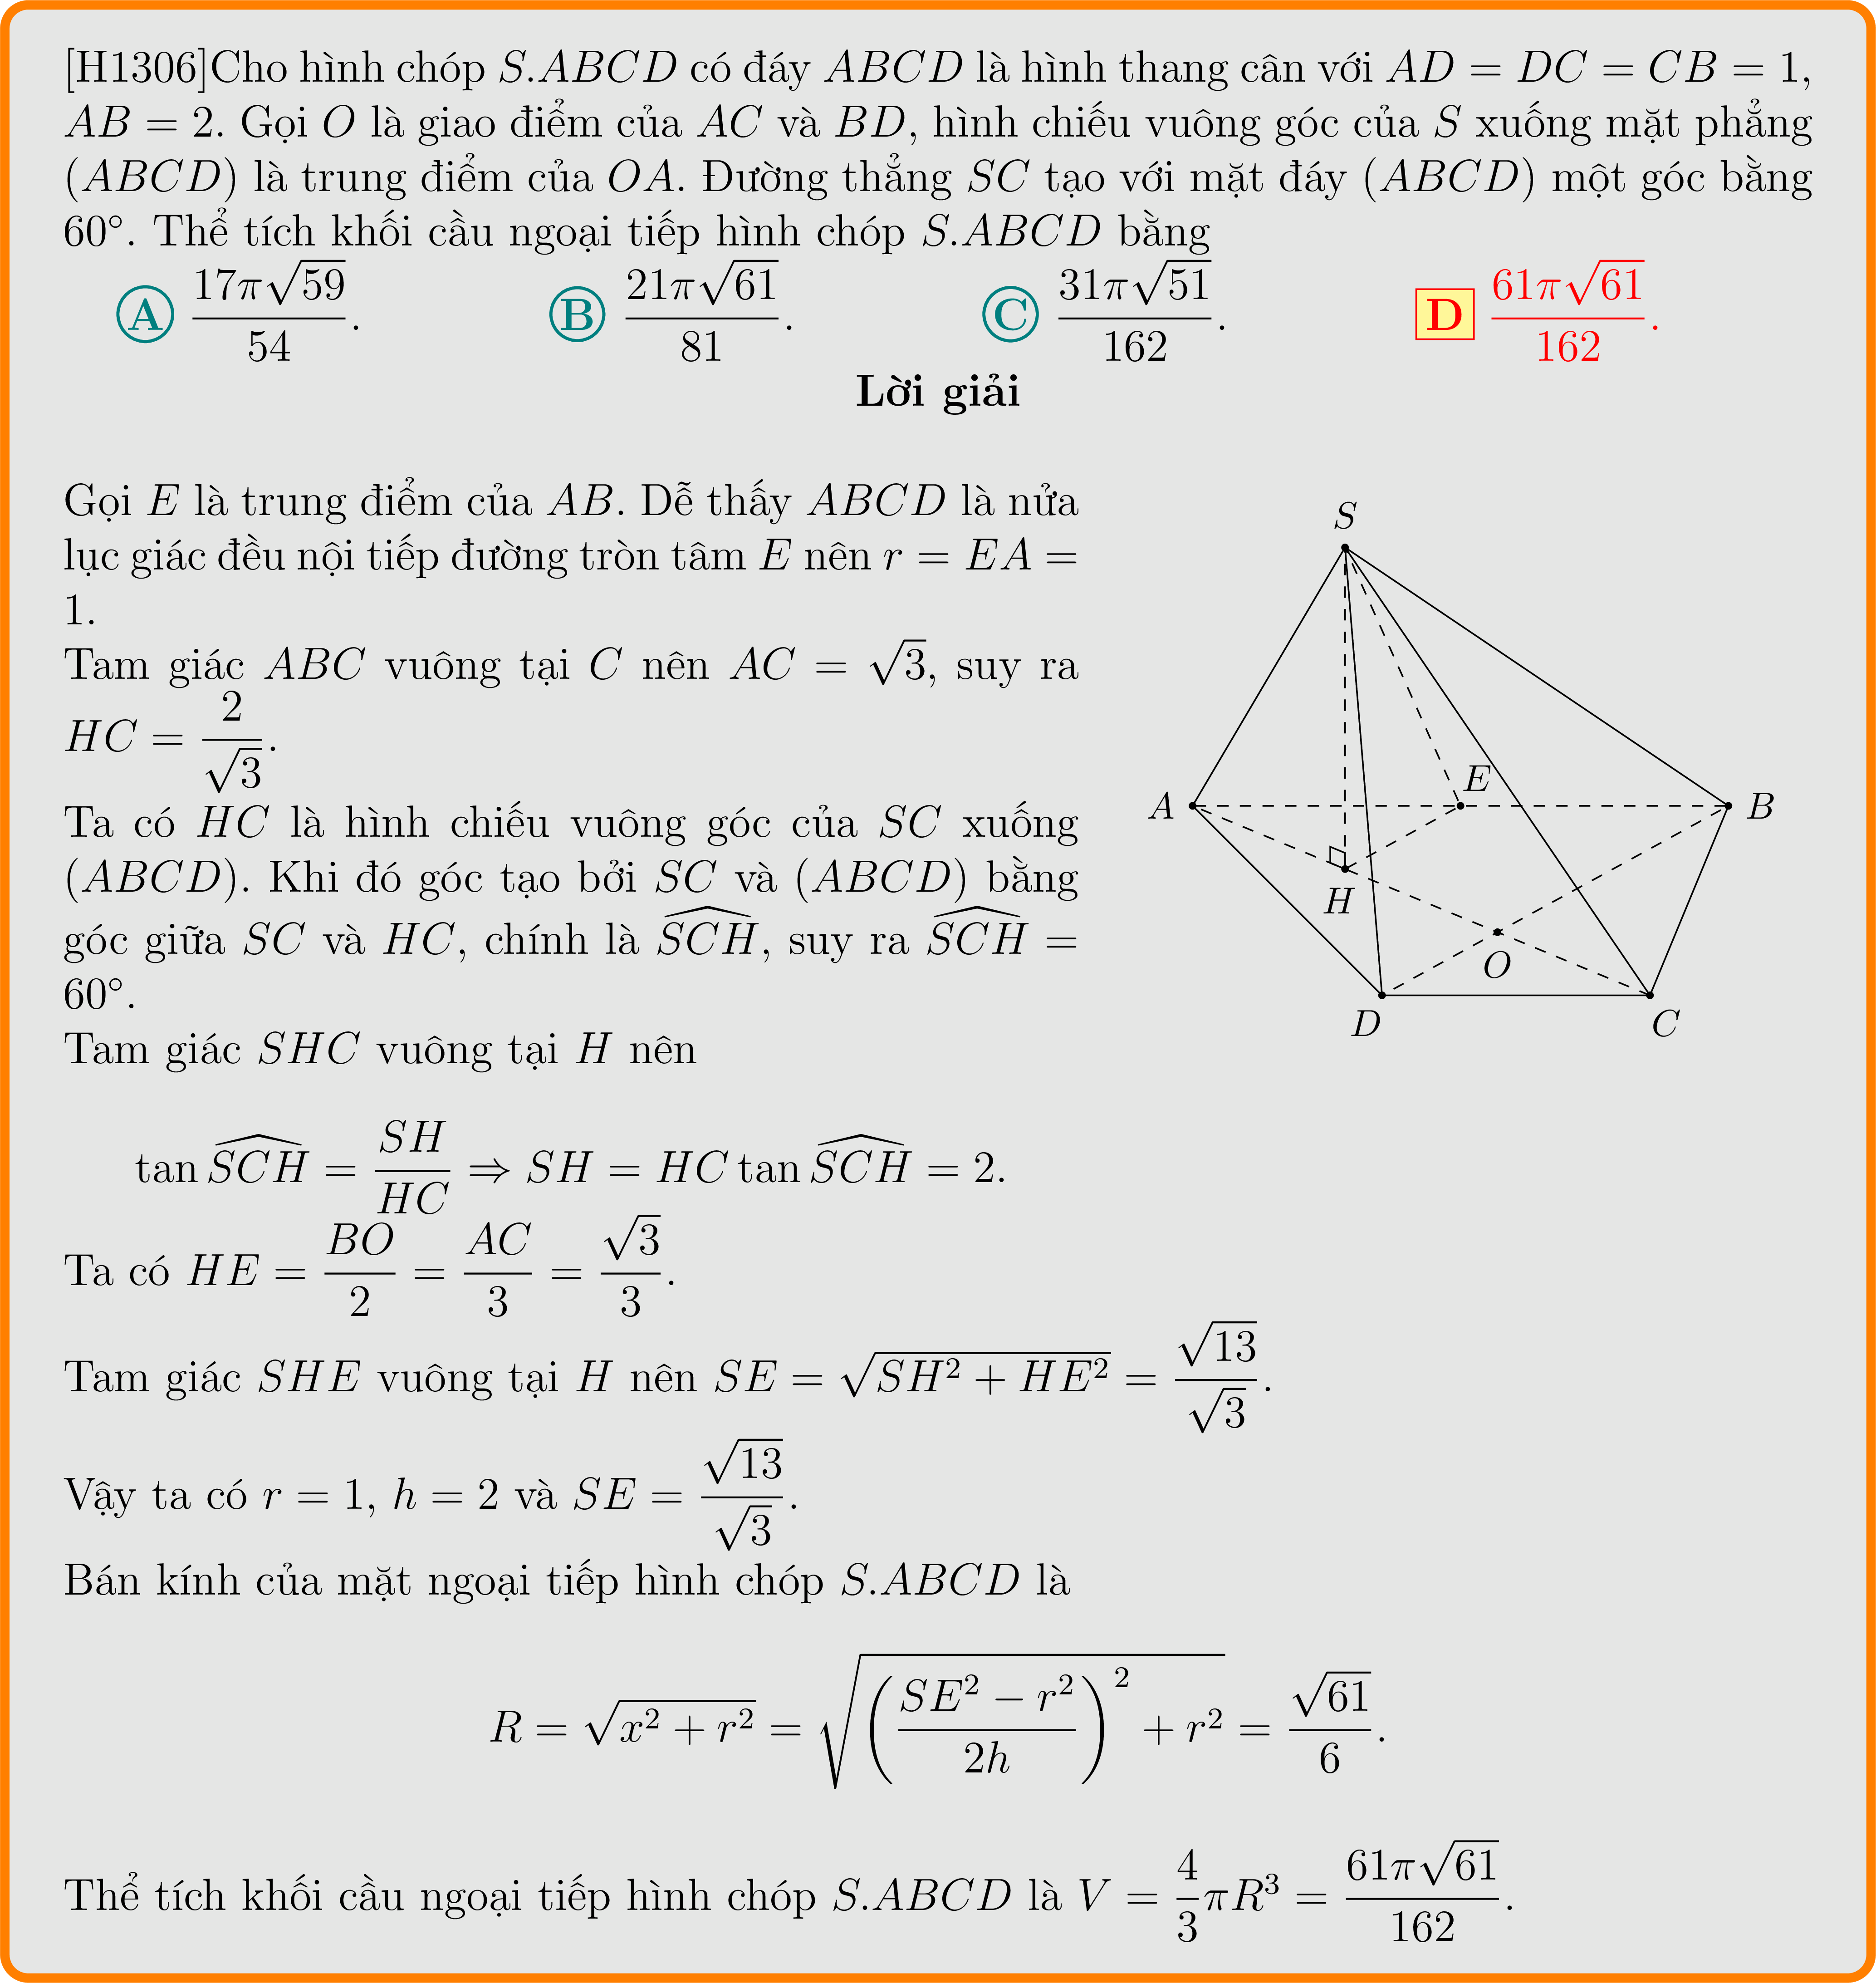 [H1306]Cho hình chóp S.ABCD có đáy ABCD là hình thang cân với AD = DC = CB = 1,
AB = 2. Gọi O là giao điểm của AC và BD, hình chiếu vuông góc của S xuống mặt phẳng
(ABCD) là trung điểm của OA. Đường thẳng SC tạo với mặt đáy (ABCD) một góc bằng
60°. Thể tích khối cầu ngoại tiếp hình chóp S.ABCD bằng
A \frac{17π\sqrt{59}}{54}. B \frac{21π\sqrt{61}}{81}. C \frac{31π\sqrt{51}}{162}. D \frac{61π\sqrt{61}}{162}.
Lời giải
Gọi E là trung điểm của AB. Dễ thấy ABCD là nửa
lục giác đều nội tiếp đường tròn tâm E nên r = EA =
1.
Tam giác ABC vuông tại C nên AC = \sqrt{3}, suy ra
HC = \frac{2}{\sqrt{3}}.
Ta có HC là hình chiếu vuông góc của SC xuống
(ABCD). Khi đó góc tạo bởi SC và (ABCD) bằng
góc giữa SC và HC, chính là \widehat{SCH}, suy ra \widehat{SCH} =
60°.
Tam giác SHC vuông tại H nên
tan \widehat{SCH} = \frac{SH}{HC} ⇒ SH = HC tan \widehat{SCH} = 2.
S
A
E
B
H
O
D
C
Ta có HE = \frac{BO}{2} = \frac{AC}{3} = \frac{\sqrt{3}}{3}.
Tam giác SHE vuông tại H nên SE = \sqrt{SH^2 + HE^2} = \frac{\sqrt{13}}{\sqrt{3}}.
Vậy ta có r = 1, h = 2 và SE = \frac{\sqrt{13}}{\sqrt{3}}.
Bán kính của mặt ngoại tiếp hình chóp S.ABCD là
R = \sqrt{x^2 + r^2} = \sqrt{\left(\frac{SE^2 − r^2}{2h}\right)^2 + r^2} = \frac{\sqrt{61}}{6}.
Thể tích khối cầu ngoại tiếp hình chóp S.ABCD là V = \frac{4}{3}πR^3 = \frac{61π\sqrt{61}}{162}.